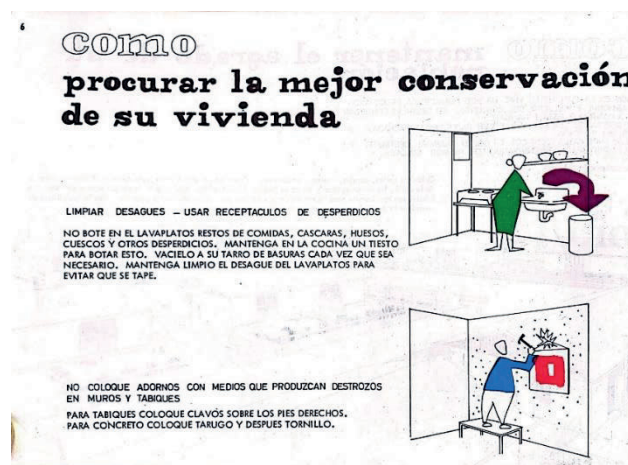 6
como
procurar la mejor conservación
de su vivienda
LIMPIAR DESAGUES – USAR RECEPTACULOS DE DESPERDICIOS
NO BOTE EN EL LAVAPLATOS RESTOS DE COMIDAS, CASCARAS, HUESOS,
CUESCOS Y OTROS DESPERDICIOS. MANTENGA EN LA COCINA UN TIESTO
PARA BOTAR ESTO. VACIELO A SU TARRO DE BASURAS CADA VEZ QUE SEA
NECESARIO. MANTENGA LIMPIO EL DESAGUE DEL LAVAPLATOS PARA
EVITAR QUE SE TAPE.
NO COLOQUE ADORNOS CON MEDIOS QUE PRODUZCAN DESTROZOS
EN MUROS Y TABIQUES
PARA TABIQUES COLOQUE CLAVOS SOBRE LOS PIES DERECHOS.
PARA CONCRETO COLOQUE TARUGO Y DESPUES TORNILLO.